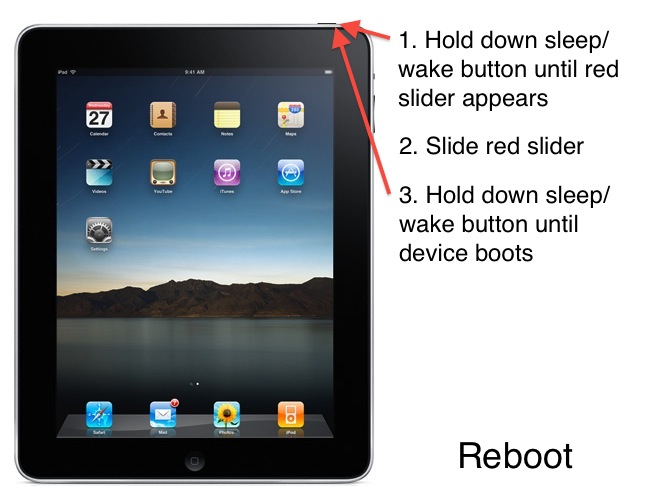 iPad 9:41 AM
1. Hold down sleep/
wake button until red
slider appears
2. Slide red slider
3. Hold down sleep/
wake button until
device boots
Wednesday
27
Calendar Contacts Notes Maps
280
Videos YouTube iTunes App Store
Settings
Safari Mail Photos iPod
Reboot